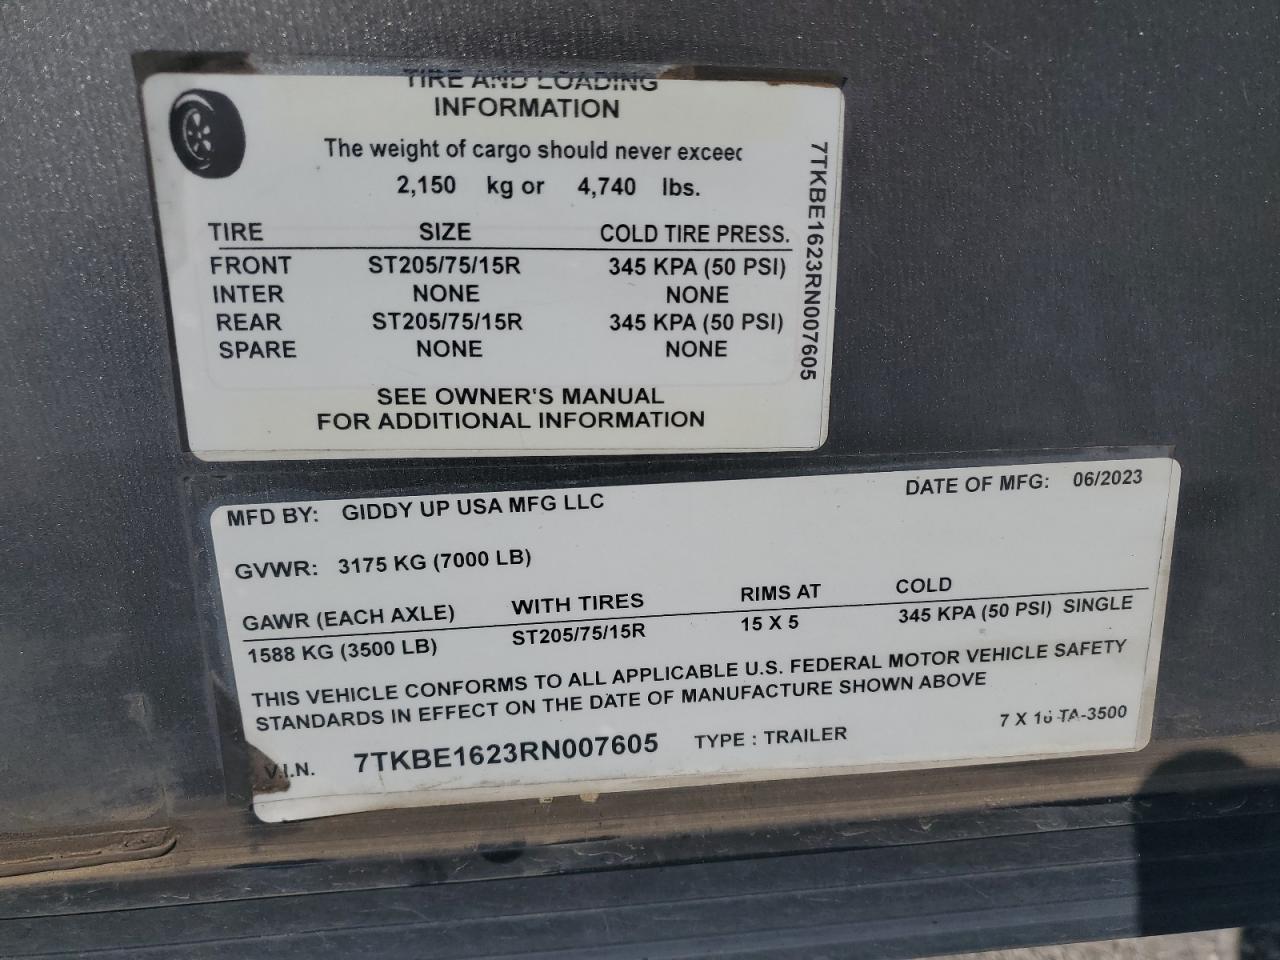 TIRE AND LOADING
INFORMATION
The weight of cargo should never exceed
2,150 kg or 4,740 lbs.
TIRE SIZE COLD TIRE PRESS.
FRONT ST205/75/15R 345 KPA (50 PSI)
INTER NONE NONE
REAR ST205/75/15R 345 KPA (50 PSI)
SPARE NONE NONE
SEE OWNER'S MANUAL
FOR ADDITIONAL INFORMATION
7TKBE1623RN007605
MFD BY: GIDDY UP USA MFG LLC DATE OF MFG: 06/2023
GVWR: 3175 KG (7000 LB)
GAWR (EACH AXLE) WITH TIRES RIMS AT COLD
1588 KG (3500 LB) ST205/75/15R 15 X 5 345 KPA (50 PSI) SINGLE
THIS VEHICLE CONFORMS TO ALL APPLICABLE U.S. FEDERAL MOTOR VEHICLE SAFETY
STANDARDS IN EFFECT ON THE DATE OF MANUFACTURE SHOWN ABOVE
V.I.N. 7TKBE1623RN007605 TYPE : TRAILER 7 X 16 TA-3500